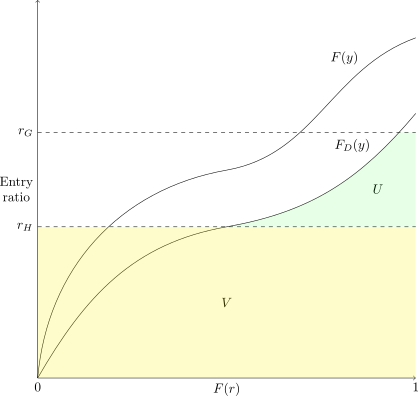 F(y)
r_G
F_D(y)
Entry
ratio
U
r_H
V
0
F(r)
1